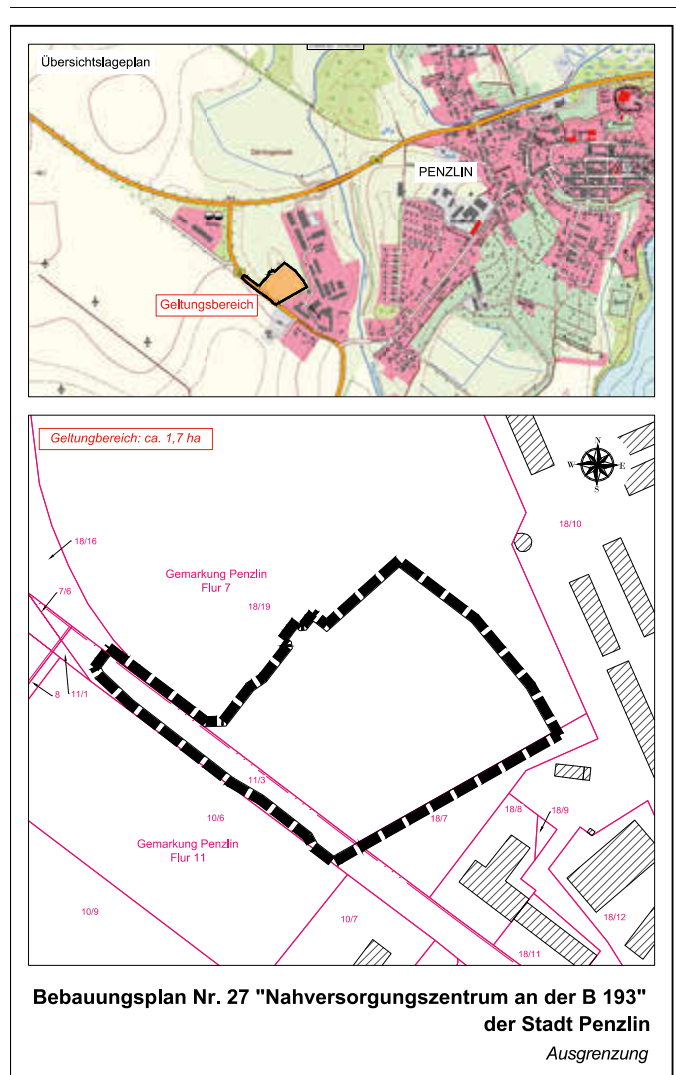 Übersichtslageplan
PENZLIN
Geltungsbereich
Geltungbereich: ca. 1,7 ha
N
W E
S
18/10
18/16
Gemarkung Penzlin
Flur 7
7/6
18/19
8
11/1
11/3
10/6
18/7
18/8
18/9
Gemarkung Penzlin
Flur 11
10/9
10/7
18/12
18/11
Bebauungsplan Nr. 27 "Nahversorgungszentrum an der B 193"
der Stadt Penzlin
Ausgrenzung